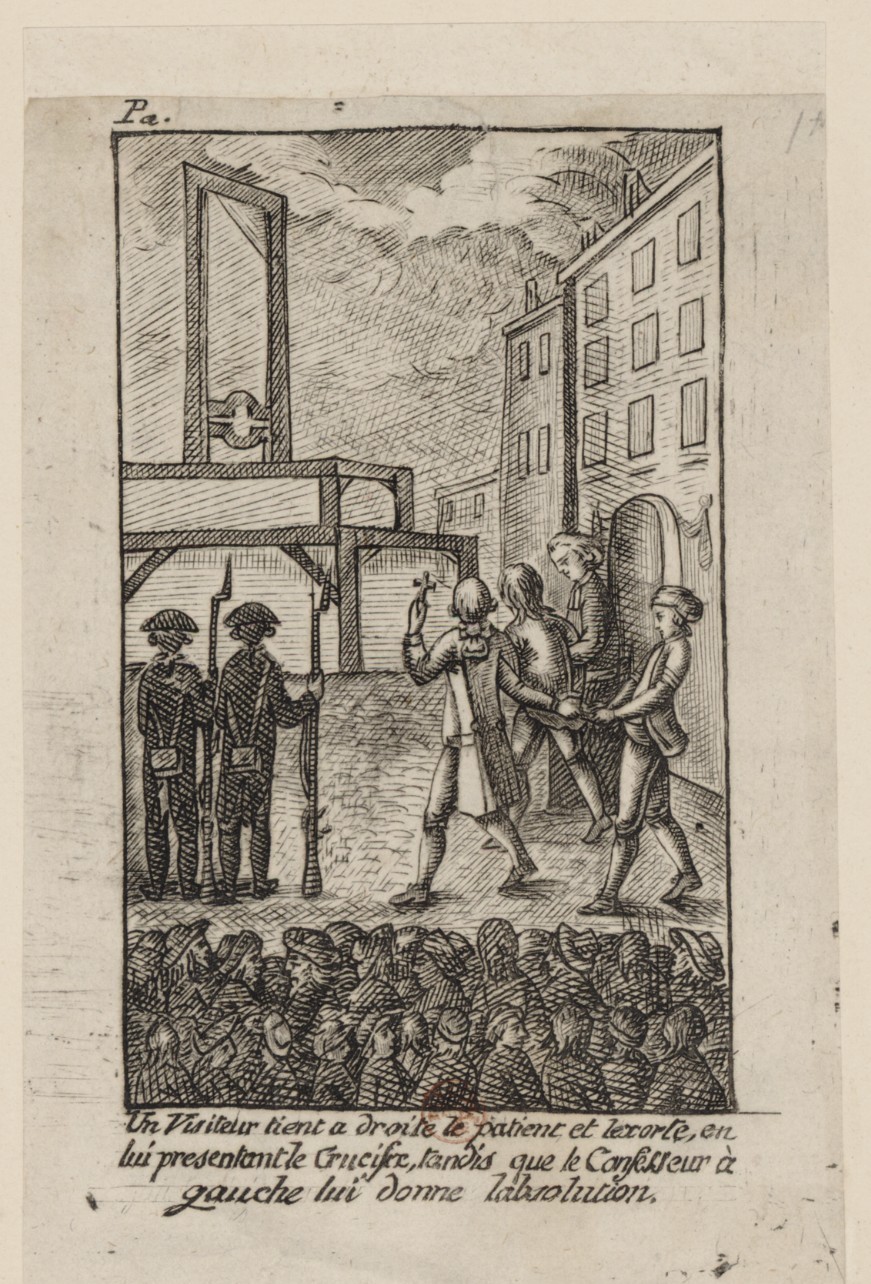 Pa.
Un Visiteur tient a droite le patient et lexorte, en
lui presentant le Crucifix, tandis que le Confesseur à
gauche lui donne labsolution.